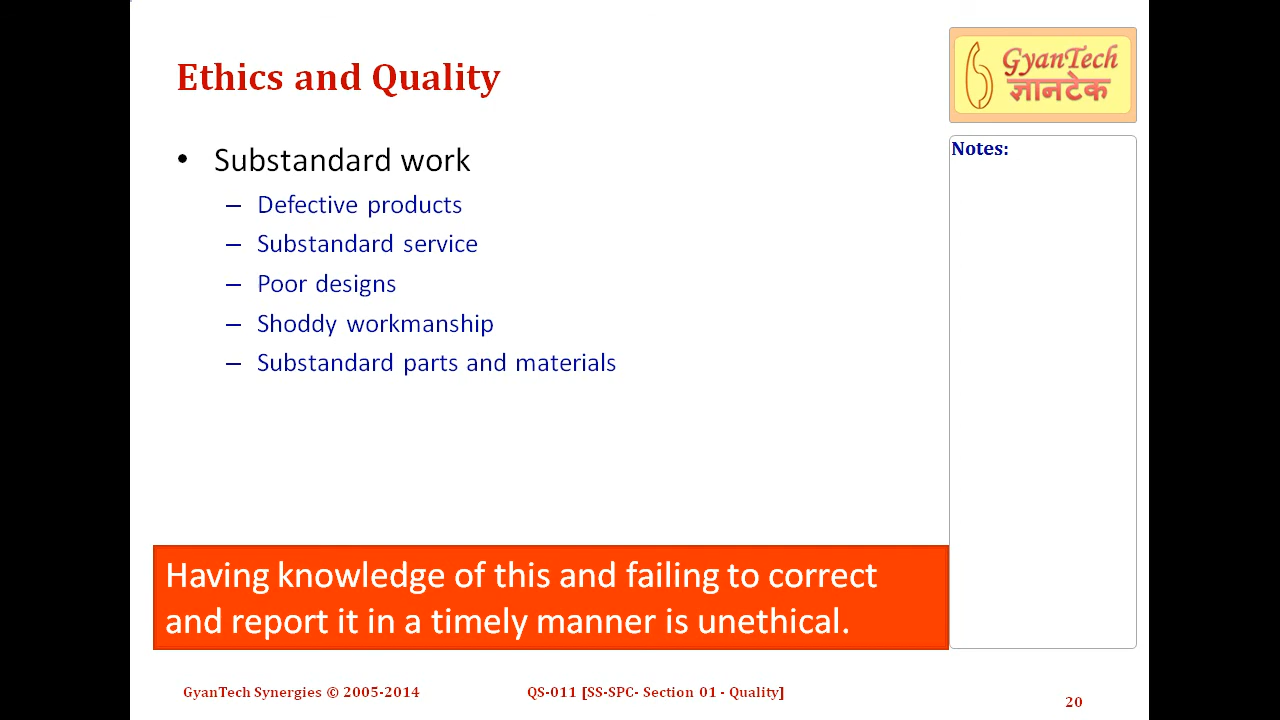 Ethics and Quality
GyanTech
ज्ञानटेक
Notes:
• Substandard work
– Defective products
– Substandard service
– Poor designs
– Shoddy workmanship
– Substandard parts and materials
Having knowledge of this and failing to correct
and report it in a timely manner is unethical.
GyanTech Synergies © 2005-2014
QS-011 [SS-SPC- Section 01 - Quality]
20